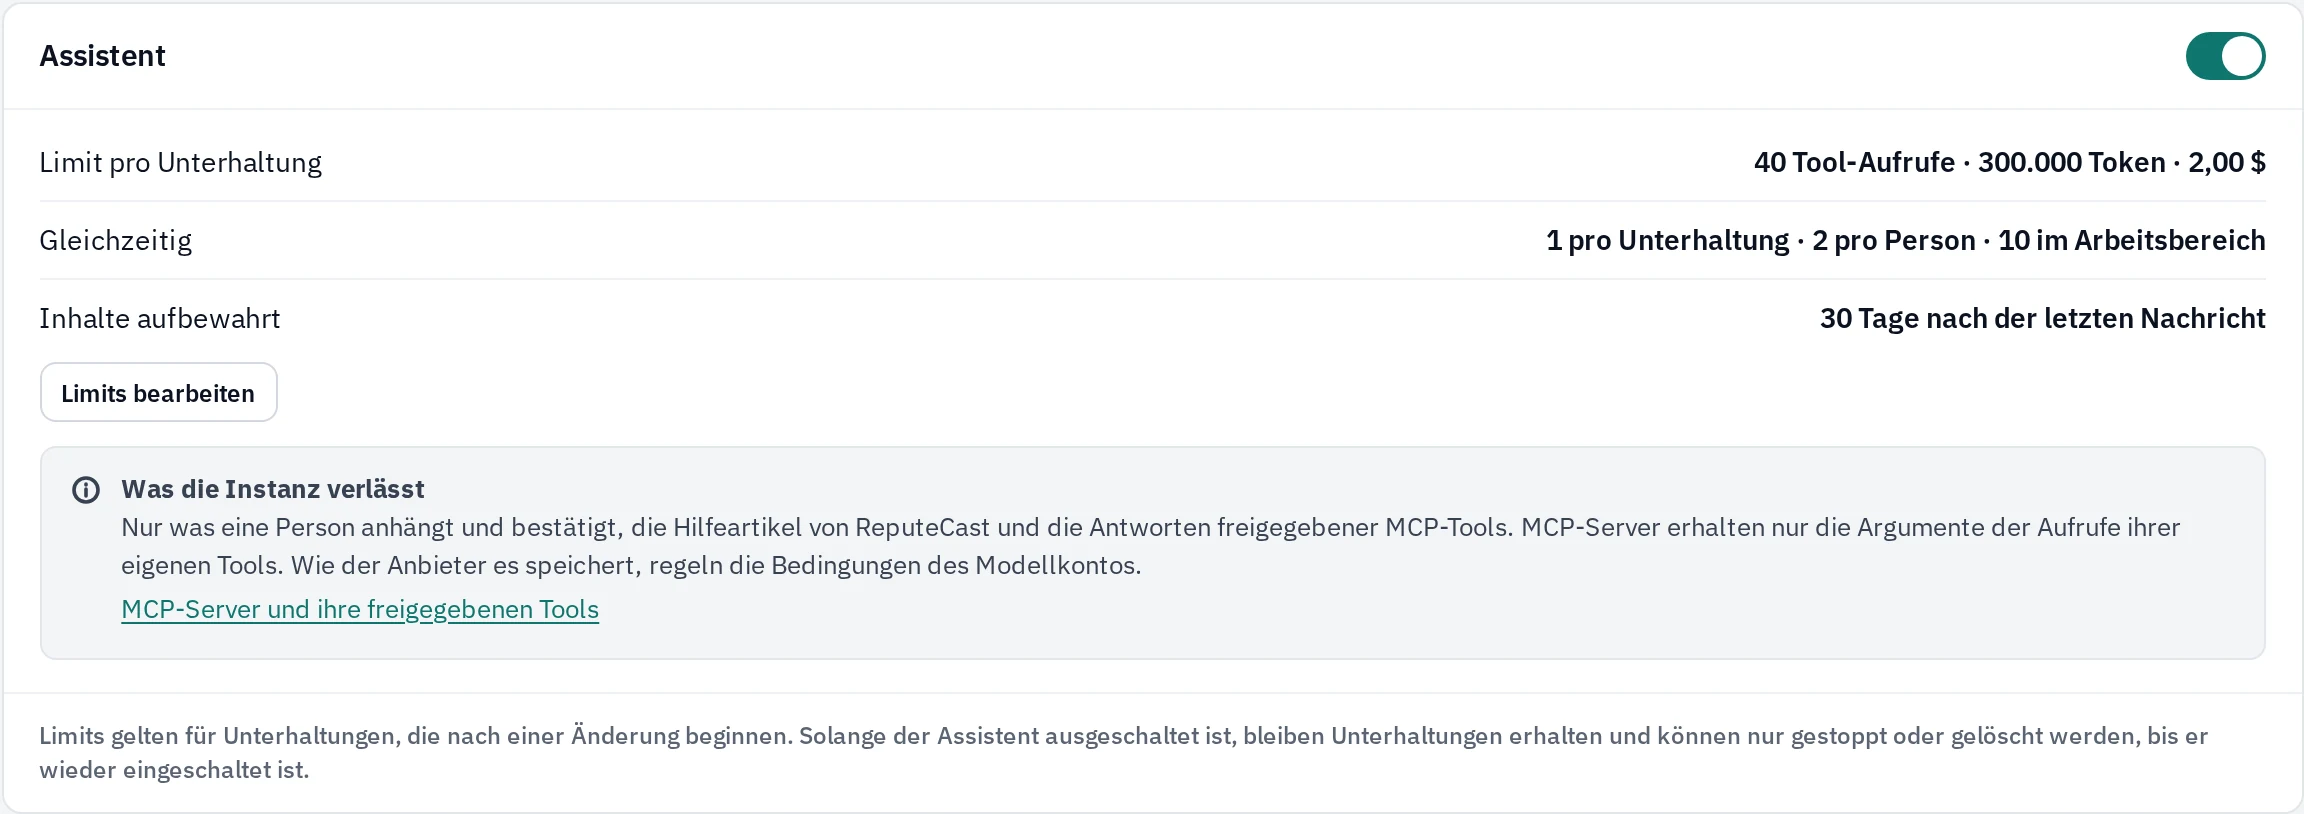 Assistent
Limit pro Unterhaltung
40 Tool-Aufrufe · 300.000 Token · 2,00 $
Gleichzeitig
1 pro Unterhaltung · 2 pro Person · 10 im Arbeitsbereich
Inhalte aufbewahrt
30 Tage nach der letzten Nachricht
Limits bearbeiten
Was die Instanz verlässt
Nur was eine Person anhängt und bestätigt, die Hilfeartikel von ReputeCast und die Antworten freigegebener MCP-Tools. MCP-Server erhalten nur die Argumente der Aufrufe ihrer
eigenen Tools. Wie der Anbieter es speichert, regeln die Bedingungen des Modellkontos.
MCP-Server und ihre freigegebenen Tools
Limits gelten für Unterhaltungen, die nach einer Änderung beginnen. Solange der Assistent ausgeschaltet ist, bleiben Unterhaltungen erhalten und können nur gestoppt oder gelöscht werden, bis er
wieder eingeschaltet ist.